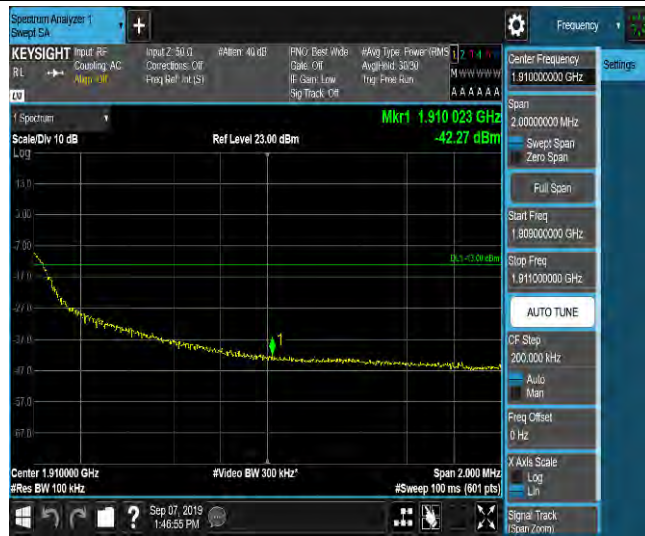 Spectrum Analyzer 1
Swept SA
Frequency
KEYSIGHT
Input: RF
Coupling: AC
Align: Off
Input Z: 50 Ω
Corrections: Off
Freq Ref: Int (S)
#Atten: 40 dB
PNO: Best Wide
Gate: Off
IF Gain: Low
Sig Track: Off
#Avg Type: Power (RMS
Avg|Hold: 30/30
Trig: Free Run
1 2 3 4 5 6
M W W W W W
A A A A A A
RL
LXI
1 Spectrum
Scale/Div 10 dB
Log
Ref Level 23.00 dBm
Mkr1 1.910 023 GHz
-42.27 dBm
13.0
3.00
-7.00
DL1 -13.00 dBm
-17.0
-27.0
-37.0
1
-47.0
-57.0
-67.0
Center 1.910000 GHz
#Res BW 100 kHz
#Video BW 300 kHz*
Span 2.000 MHz
#Sweep 100 ms (601 pts)
Sep 07, 2019
1:46:55 PM
Settings
Center Frequency
1.910000000 GHz
Span
2.00000000 MHz
Swept Span
Zero Span
Full Span
Start Freq
1.909000000 GHz
Stop Freq
1.911000000 GHz
AUTO TUNE
CF Step
200.000 kHz
Auto
Man
Freq Offset
0 Hz
X Axis Scale
Log
Lin
Signal Track
(Span Zoom)